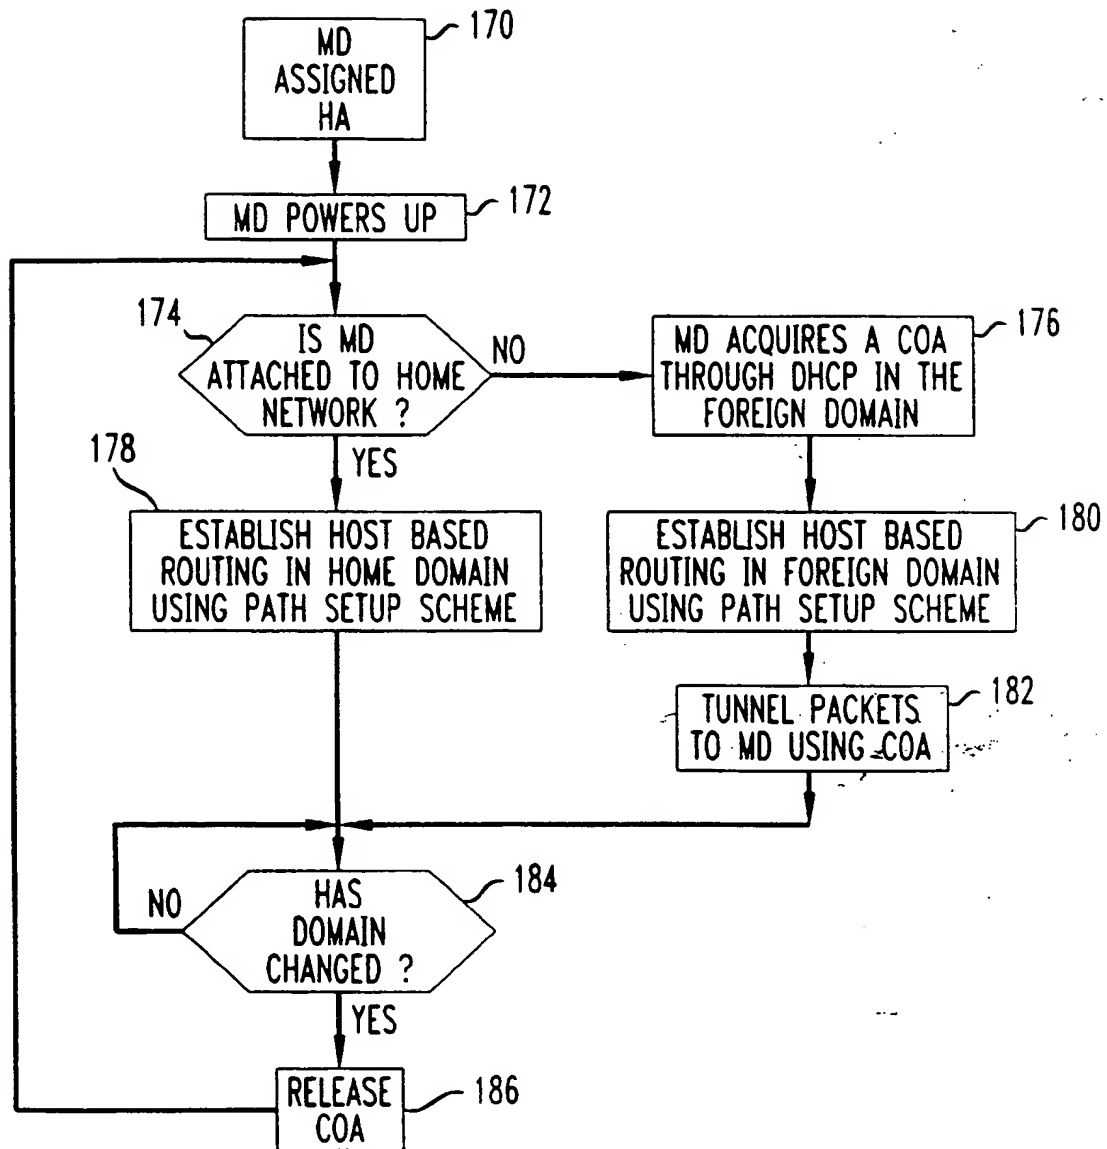 MD
ASSIGNED
HA
170
MD POWERS UP
172
174
IS MD
ATTACHED TO HOME
NETWORK ?
NO
YES
MD ACQUIRES A COA
THROUGH DHCP IN THE
FOREIGN DOMAIN
176
178
ESTABLISH HOST BASED
ROUTING IN HOME DOMAIN
USING PATH SETUP SCHEME
ESTABLISH HOST BASED
ROUTING IN FOREIGN DOMAIN
USING PATH SETUP SCHEME
180
TUNNEL PACKETS
TO MD USING COA
182
HAS
DOMAIN
CHANGED ?
184
NO
YES
RELEASE
COA
186